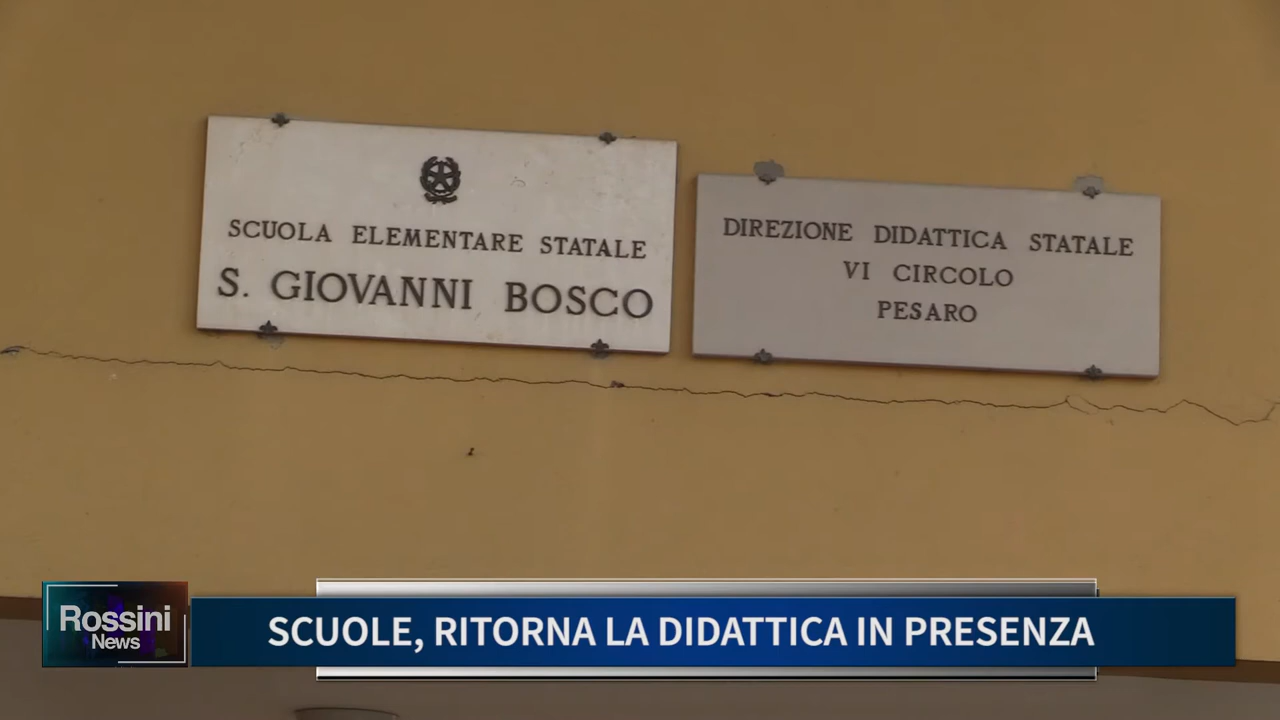 SCUOLA ELEMENTARE STATALE
S. GIOVANNI BOSCO
DIREZIONE DIDATTICA STATALE
VI CIRCOLO
PESARO
Rossini
News
SCUOLE, RITORNA LA DIDATTICA IN PRESENZA